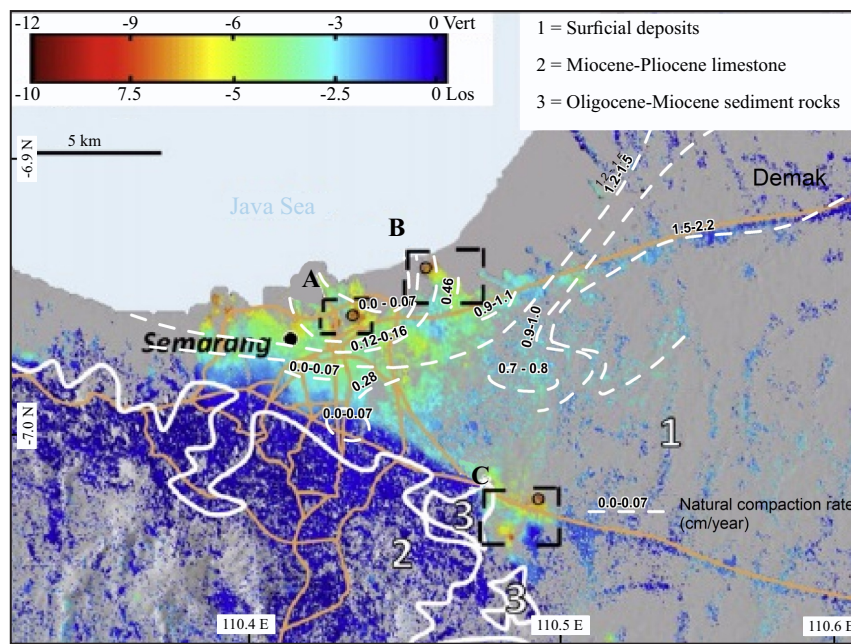 -12 -9 -6 -3 0 Vert
-10 7.5 -5 -2.5 0 Los
1 = Surficial deposits
2 = Miocene-Pliocene limestone
3 = Oligocene-Miocene sediment rocks
5 km
-6.9 N
Java Sea
Demak
1.2-1.5
1.2-1.5
1.5-2.2
B
A
0.46
0.0 - 0.07
0.9-1.1
0.12-0.16
0.9-1.0
Semarang
0.0-0.07
0.28
0.7 - 0.8
0.0-0.07
-7.0 N
1
C
0.0-0.07
Natural compaction rate
(cm/year)
3
2
3
110.4 E
110.5 E
110.6 E